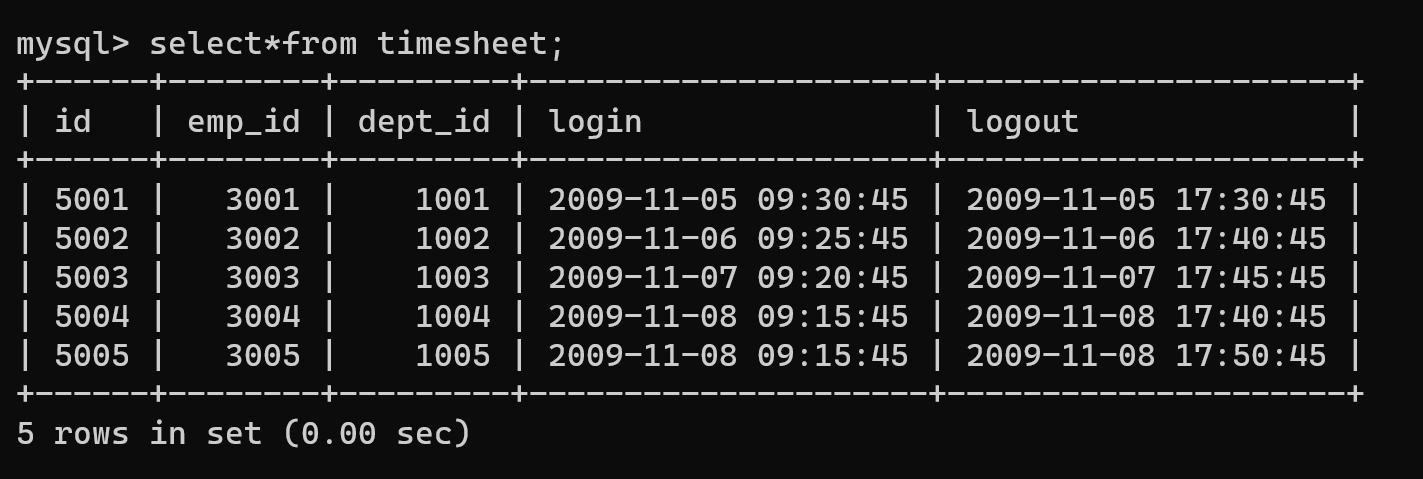 mysql> select*from timesheet;
+------+--------+---------+---------------------+---------------------+
| id   | emp_id | dept_id | login               | logout              |
+------+--------+---------+---------------------+---------------------+
| 5001 |   3001 |    1001 | 2009-11-05 09:30:45 | 2009-11-05 17:30:45 |
| 5002 |   3002 |    1002 | 2009-11-06 09:25:45 | 2009-11-06 17:40:45 |
| 5003 |   3003 |    1003 | 2009-11-07 09:20:45 | 2009-11-07 17:45:45 |
| 5004 |   3004 |    1004 | 2009-11-08 09:15:45 | 2009-11-08 17:40:45 |
| 5005 |   3005 |    1005 | 2009-11-08 09:15:45 | 2009-11-08 17:50:45 |
+------+--------+---------+---------------------+---------------------+
5 rows in set (0.00 sec)